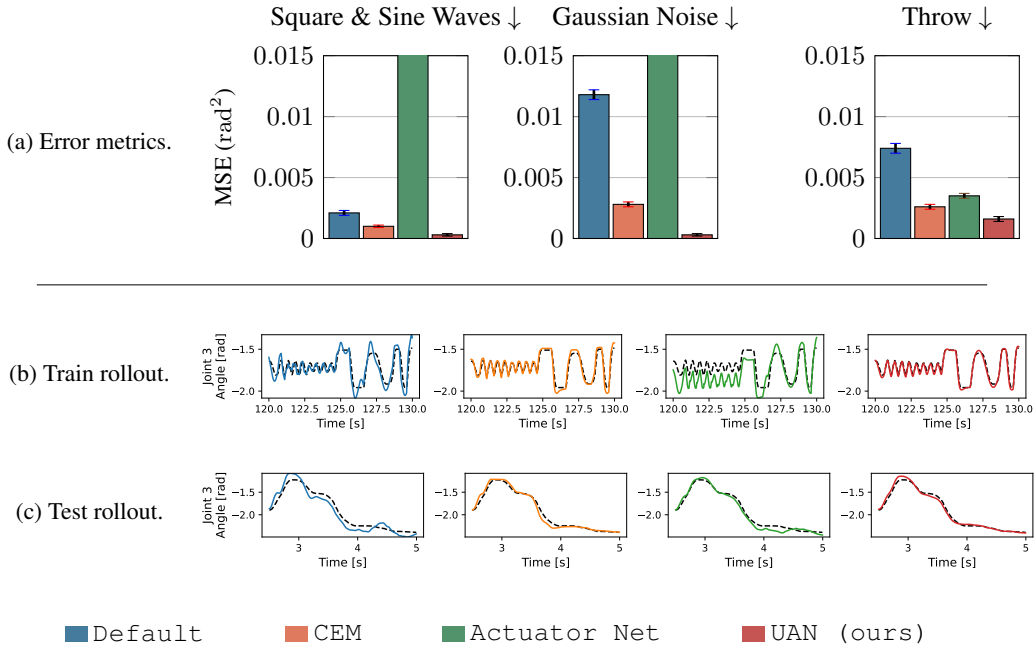 Square & Sine Waves ↓
Gaussian Noise ↓
Throw ↓
(a) Error metrics.
MSE (rad²)
0.015
0.01
0.005
0
0.015
0.01
0.005
0
0.015
0.01
0.005
0
(b) Train rollout.
Joint 3
Angle [rad]
−1.5
−2.0
120.0 122.5 125.0 127.5 130.0
Time [s]
120.0 122.5 125.0 127.5 130.0
Time [s]
120.0 122.5 125.0 127.5 130.0
Time [s]
120.0 122.5 125.0 127.5 130.0
Time [s]
−1.5
−2.0
−1.5
−2.0
−1.5
−2.0
(c) Test rollout.
Joint 3
Angle [rad]
−1.5
−2.0
3 4 5
Time [s]
−1.5
−2.0
3 4 5
Time [s]
−1.5
−2.0
3 4 5
Time [s]
−1.5
−2.0
3 4 5
Time [s]
Default
CEM
Actuator Net
UAN (ours)